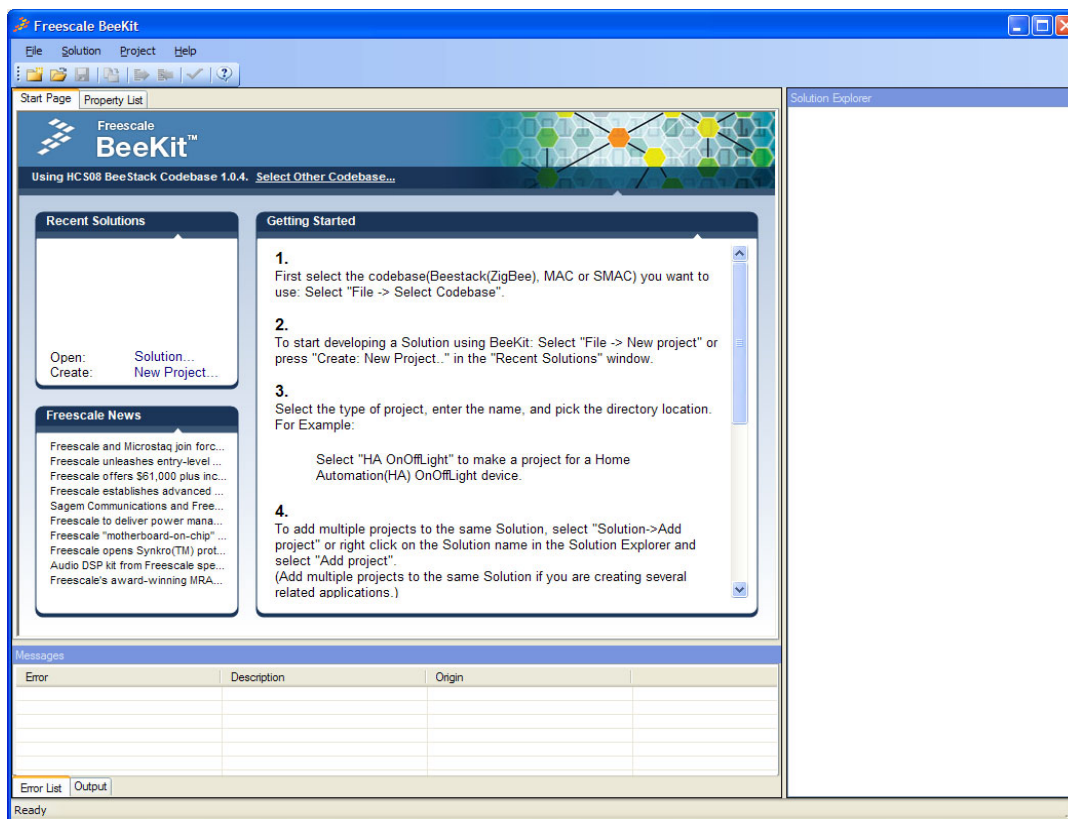 Freescale BeeKit
File Solution Project Help
Start Page Property List
Solution Explorer
Freescale
BeeKit™
Using HCS08 BeeStack Codebase 1.0.4. Select Other Codebase...
Recent Solutions
Open: Solution...
Create: New Project...
Freescale News
Freescale and Microstaq join forc...
Freescale unleashes entry-level ...
Freescale offers $61,000 plus inc...
Freescale establishes advanced ...
Sagem Communications and Free...
Freescale to deliver power mana...
Freescale "motherboard-on-chip" ...
Freescale opens Synkro(TM) prot...
Audio DSP kit from Freescale spe...
Freescale's award-winning MRA...
Getting Started
1.
First select the codebase(Beestack(ZigBee), MAC or SMAC) you want to
use: Select "File -> Select Codebase".
2.
To start developing a Solution using BeeKit: Select "File -> New project" or
press "Create: New Project.." in the "Recent Solutions" window.
3.
Select the type of project, enter the name, and pick the directory location.
For Example:
Select "HA OnOffLight" to make a project for a Home
Automation(HA) OnOffLight device.
4.
To add multiple projects to the same Solution, select "Solution->Add
project" or right click on the Solution name in the Solution Explorer and
select "Add project".
(Add multiple projects to the same Solution if you are creating several
related applications.)
Messages
Error Description Origin
Error List Output
Ready